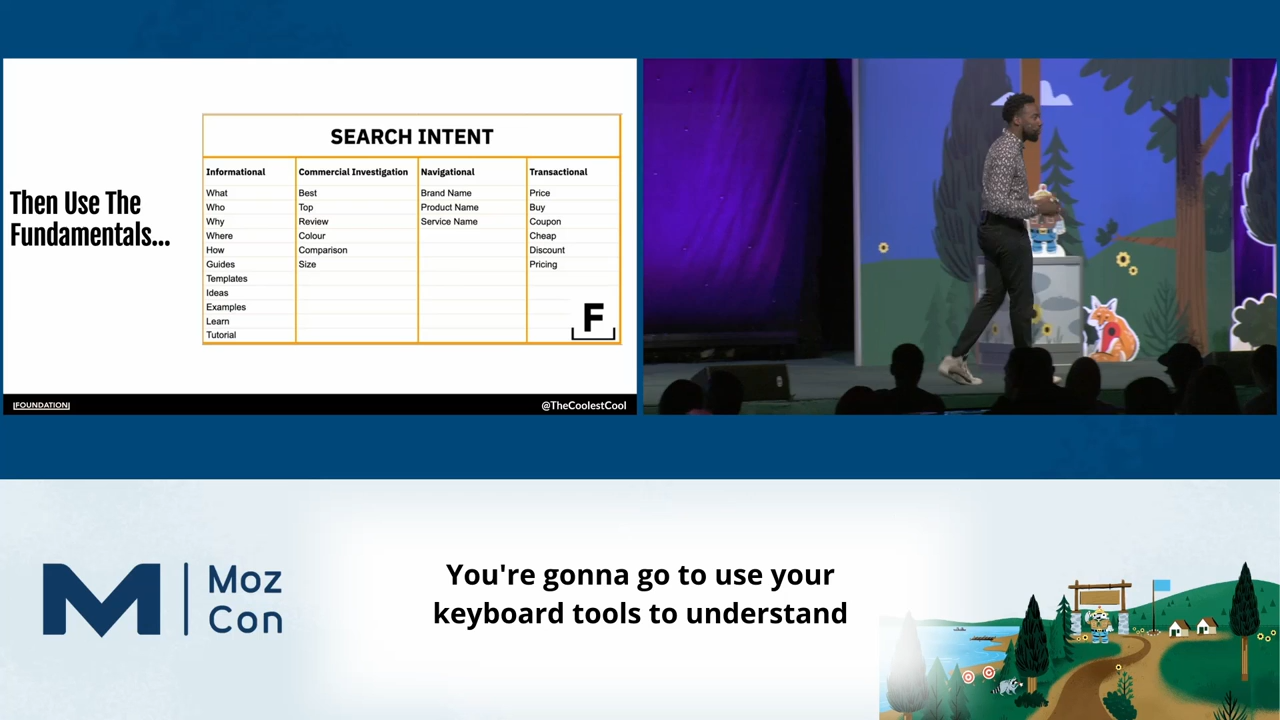 Then Use The
Fundamentals...
SEARCH INTENT
Informational
What
Who
Why
Where
How
Guides
Templates
Ideas
Examples
Learn
Tutorial
Commercial Investigation
Best
Top
Review
Colour
Comparison
Size
Navigational
Brand Name
Product Name
Service Name
Transactional
Price
Buy
Coupon
Cheap
Discount
Pricing
F
|FOUNDATION|
@TheCoolestCool
M
Moz
Con
You're gonna go to use your
keyboard tools to understand